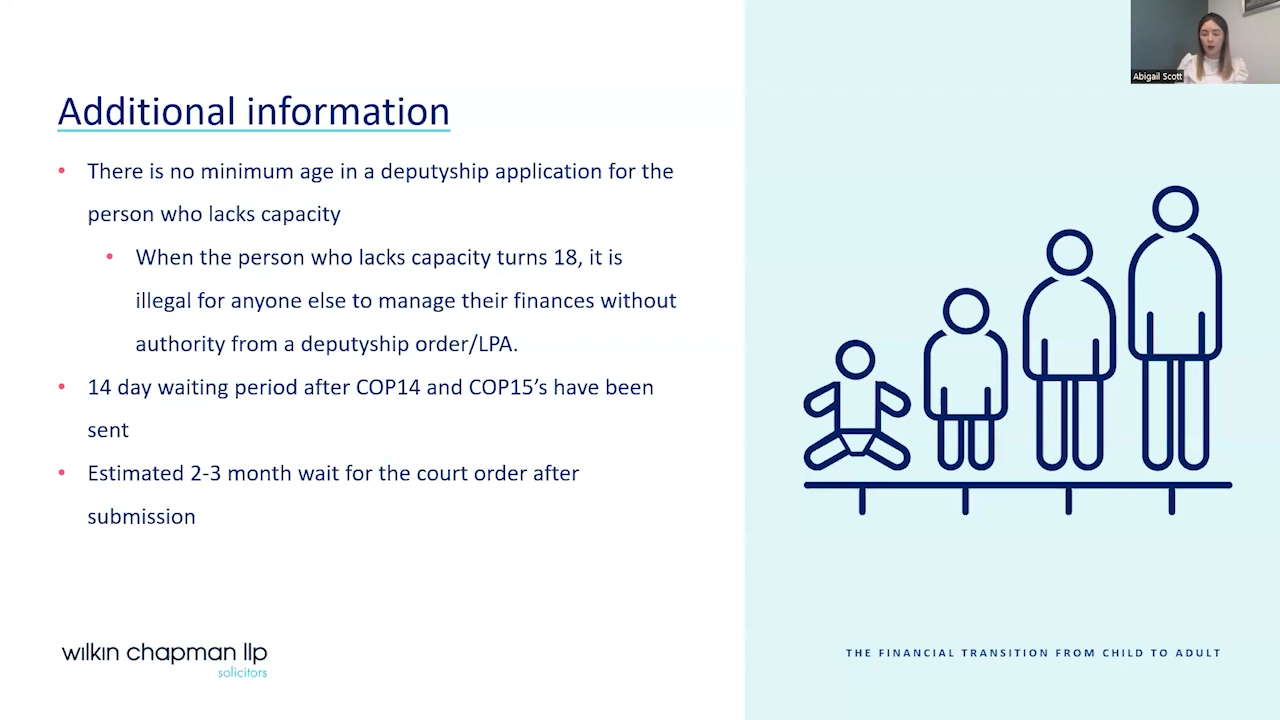 Abigail Scott
Additional information
• There is no minimum age in a deputyship application for the
person who lacks capacity
• When the person who lacks capacity turns 18, it is
illegal for anyone else to manage their finances without
authority from a deputyship order/LPA.
• 14 day waiting period after COP14 and COP15’s have been
sent
• Estimated 2-3 month wait for the court order after
submission
wilkin chapman llp
solicitors
THE FINANCIAL TRANSITION FROM CHILD TO ADULT